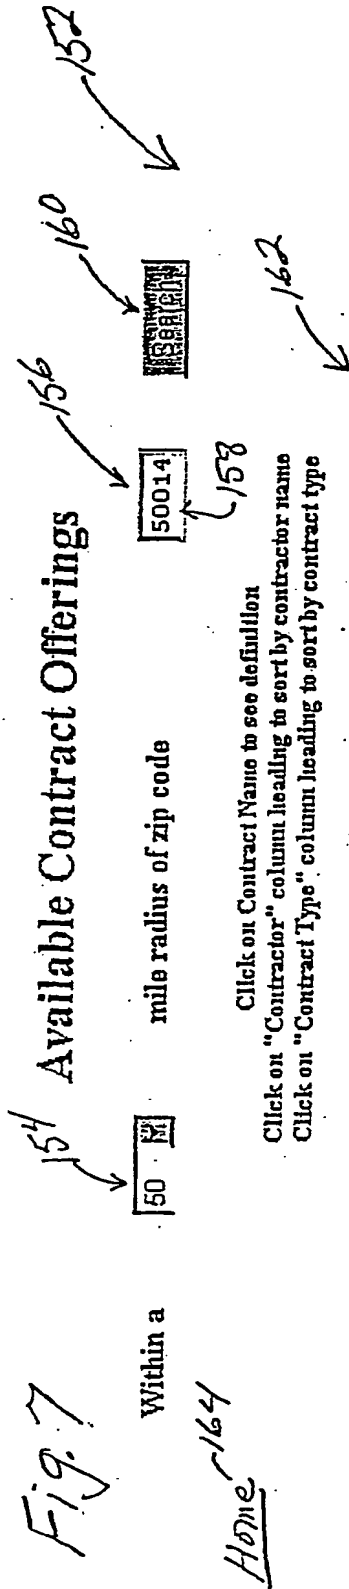 Fig. 7
154 Available Contract Offerings 156 160 152
Within a 50 mile radius of zip code 50014 Search
158
Home 164
162
Click on Contract Name to see definition
Click on "Contractor" column heading to sort by contractor name
Click on "Contract Type" column heading to sort by contract type